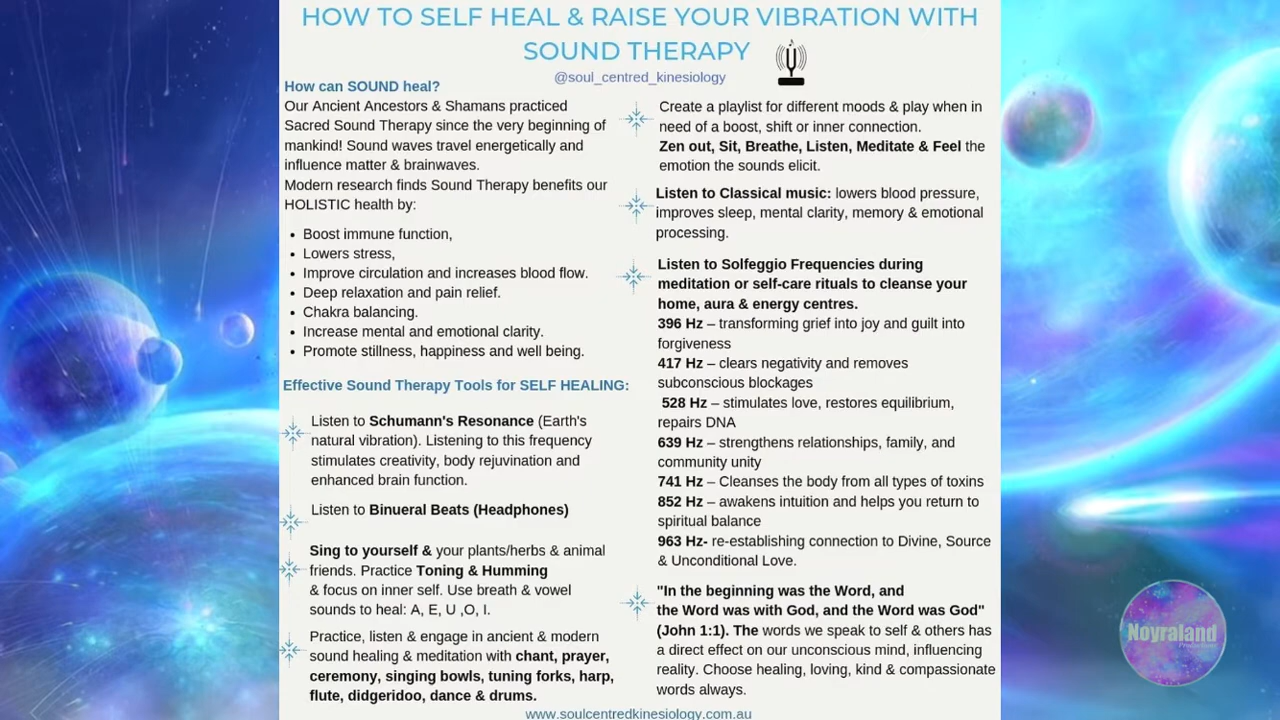 HOW TO SELF HEAL & RAISE YOUR VIBRATION WITH
SOUND THERAPY
@soul_centred_kinesiology
How can SOUND heal?
Our Ancient Ancestors & Shamans practiced
Sacred Sound Therapy since the very beginning of
mankind! Sound waves travel energetically and
influence matter & brainwaves.
Modern research finds Sound Therapy benefits our
HOLISTIC health by:
• Boost immune function,
• Lowers stress,
• Improve circulation and increases blood flow.
• Deep relaxation and pain relief.
• Chakra balancing.
• Increase mental and emotional clarity.
• Promote stillness, happiness and well being.
Effective Sound Therapy Tools for SELF HEALING:
Listen to Schumann's Resonance (Earth's
natural vibration). Listening to this frequency
stimulates creativity, body rejuvination and
enhanced brain function.
Listen to Binueral Beats (Headphones)
Sing to yourself & your plants/herbs & animal
friends. Practice Toning & Humming
& focus on inner self. Use breath & vowel
sounds to heal: A, E, U ,O, I.
Practice, listen & engage in ancient & modern
sound healing & meditation with chant, prayer,
ceremony, singing bowls, tuning forks, harp,
flute, didgeridoo, dance & drums.
Create a playlist for different moods & play when in
need of a boost, shift or inner connection.
Zen out, Sit, Breathe, Listen, Meditate & Feel the
emotion the sounds elicit.
Listen to Classical music: lowers blood pressure,
improves sleep, mental clarity, memory & emotional
processing.
Listen to Solfeggio Frequencies during
meditation or self-care rituals to cleanse your
home, aura & energy centres.
396 Hz – transforming grief into joy and guilt into
forgiveness
417 Hz – clears negativity and removes
subconscious blockages
528 Hz – stimulates love, restores equilibrium,
repairs DNA
639 Hz – strengthens relationships, family, and
community unity
741 Hz – Cleanses the body from all types of toxins
852 Hz – awakens intuition and helps you return to
spiritual balance
963 Hz- re-establishing connection to Divine, Source
& Unconditional Love.
"In the beginning was the Word, and
the Word was with God, and the Word was God"
(John 1:1). The words we speak to self & others has
a direct effect on our unconscious mind, influencing
reality. Choose healing, loving, kind & compassionate
words always.
www.soulcentredkinesiology.com.au
Noyraland
Productions